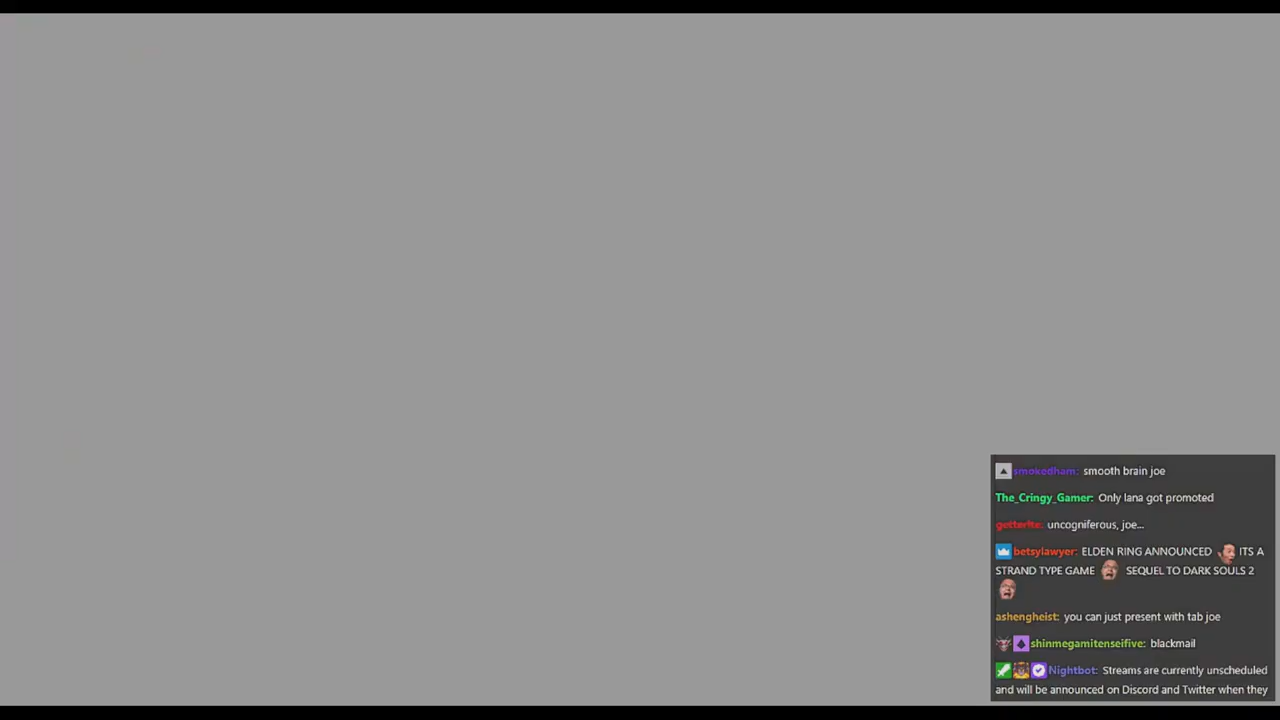 smokedham: smooth brain joe
The_Cringy_Gamer: Only lana got promoted
getterite: uncogniferous, joe...
betsylawyer: ELDEN RING ANNOUNCED ITS A
STRAND TYPE GAME SEQUEL TO DARK SOULS 2
ashengheist: you can just present with tab joe
shinmegamitenseifive: blackmail
Nightbot: Streams are currently unscheduled
and will be announced on Discord and Twitter when they